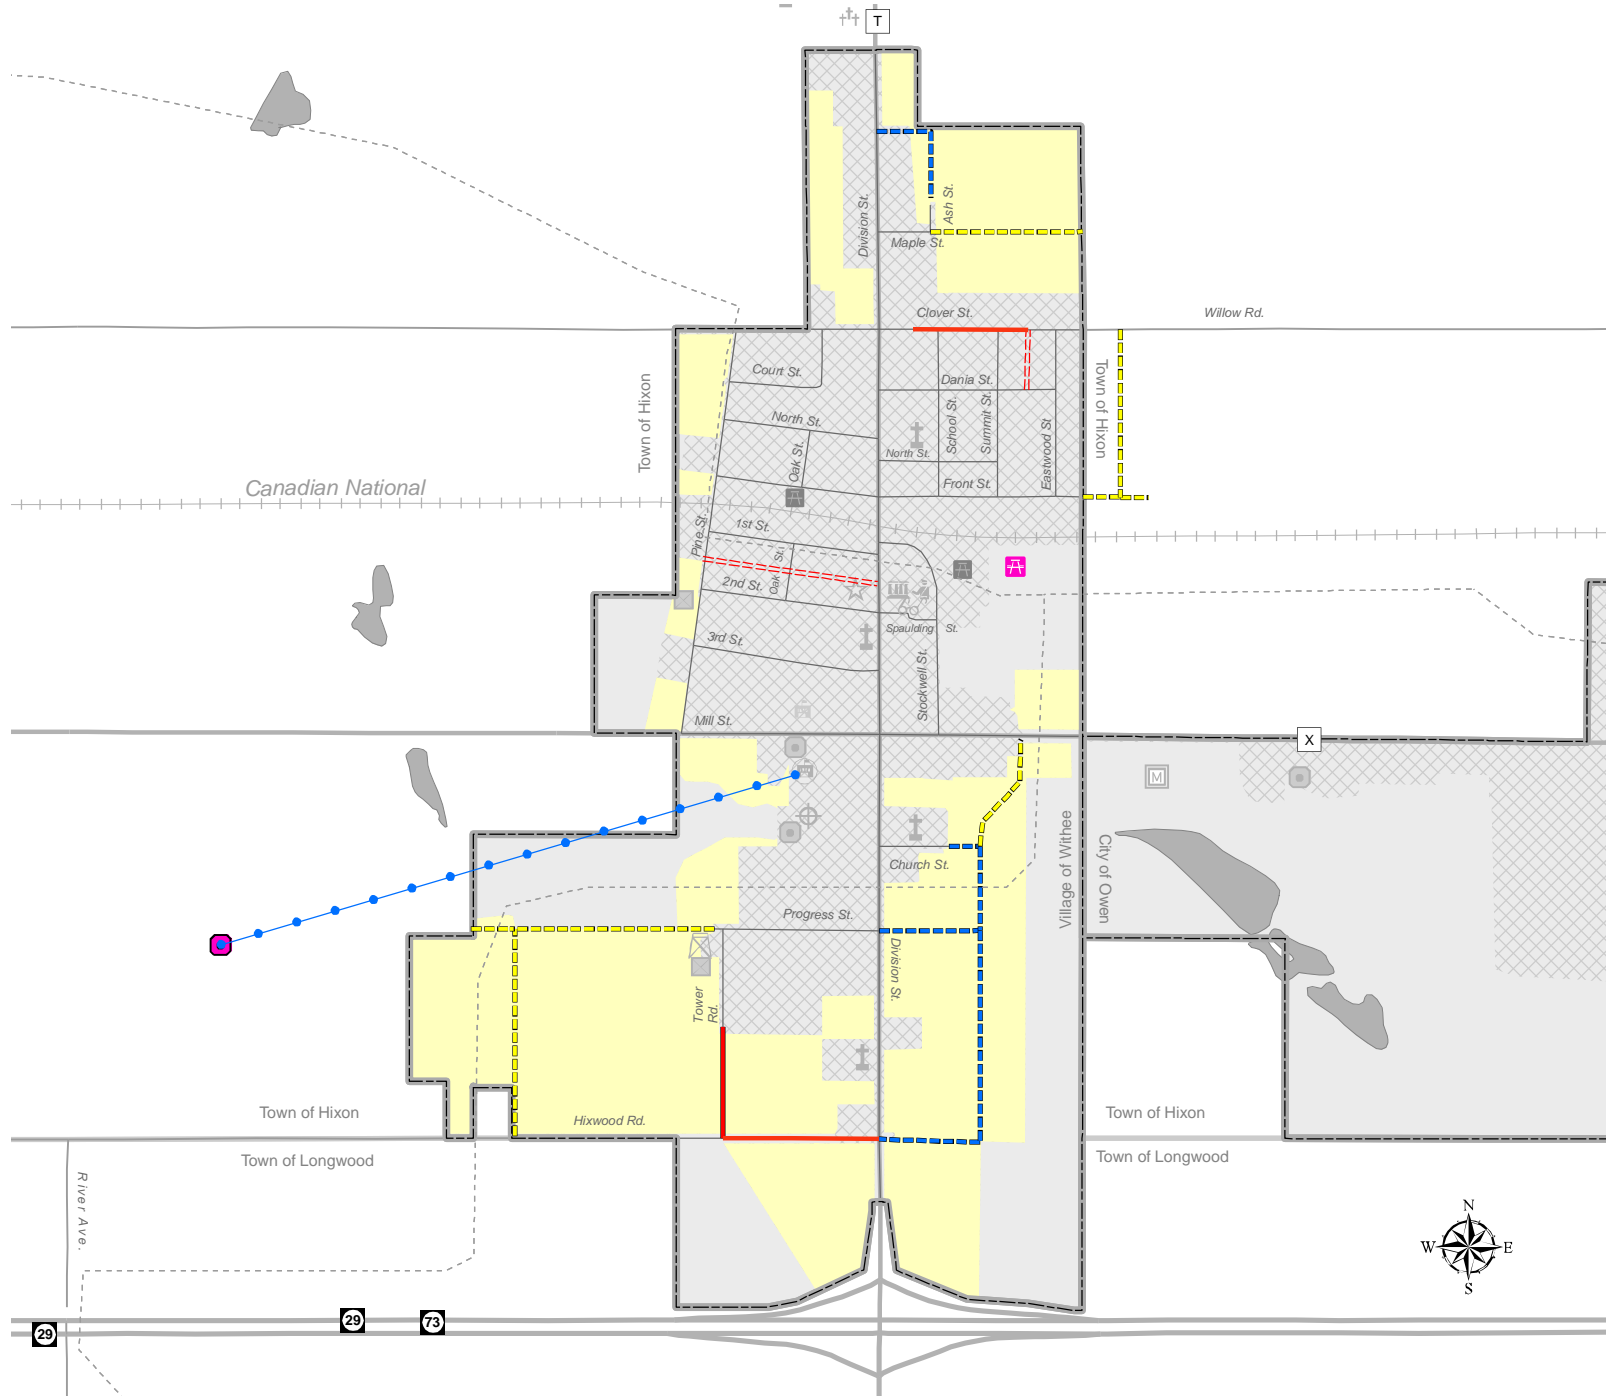 T
Ash St.
Division St.
Maple St.
Clover St.
Willow Rd.
Court St.
Dania St.
Town of Hixon
Town of Hixon
North St.
School St.
Summit St.
Eastwood St
Oak St.
North St.
Front St.
Canadian National
Pine St.
1st St.
Oak St.
2nd St.
Spaulding St.
3rd St.
Stockwell St.
Mill St.
X
M
Church St.
Village of Withee
City of Owen
Progress St.
Division St.
Tower
Rd.
Hixwood Rd.
Town of Hixon
Town of Hixon
Town of Longwood
Town of Longwood
River Ave.
N
W
E
S
29
73
29